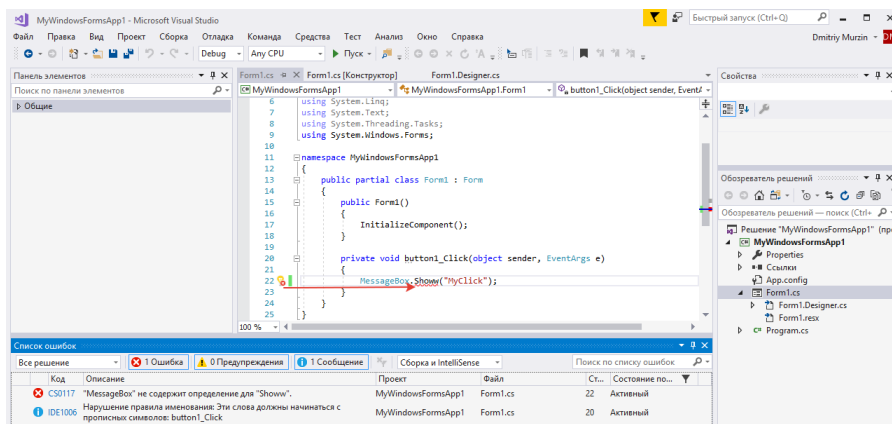 MyWindowsFormsApp1 - Microsoft Visual Studio
Быстрый запуск (Ctrl+Q)
Файл Правка Вид Проект Сборка Отладка Команда Средства Тест Анализ Окно Справка
Dmitriy Murzin
Debug Any CPU Пуск
Панель элементов
Поиск по панели элементов
Общие
Form1.cs Form1.cs [Конструктор] Form1.Designer.cs
MyWindowsFormsApp1 MyWindowsFormsApp1.Form1 button1_Click(object sender, EventA
6 using System.Linq;
7 using System.Text;
8 using System.Threading.Tasks;
9 using System.Windows.Forms;
10
11 namespace MyWindowsFormsApp1
12 {
13 public partial class Form1 : Form
14 {
15 public Form1()
16 {
17 InitializeComponent();
18 }
19
20 private void button1_Click(object sender, EventArgs e)
21 {
22 MessageBox.Showw("MyClick");
23 }
24 }
25 }
100 %
Свойства
Обозреватель решений
Обозреватель решений — поиск (Ctrl+
Решение "MyWindowsFormsApp1" (про
C# MyWindowsFormsApp1
Properties
Ссылки
App.config
Form1.cs
Form1.Designer.cs
Form1.resx
C# Program.cs
Список ошибок
Все решение 1 Ошибка 0 Предупреждения 1 Сообщение Сборка и IntelliSense Поиск по списку ошибок
Код Описание Проект Файл Ст... Состояние по...
CS0117 "MessageBox" не содержит определение для "Showw". MyWindowsFormsApp1 Form1.cs 22 Активный
IDE1006 Нарушение правила именования: Эти слова должны начинаться с
прописных символов: button1_Click MyWindowsFormsApp1 Form1.cs 20 Активный